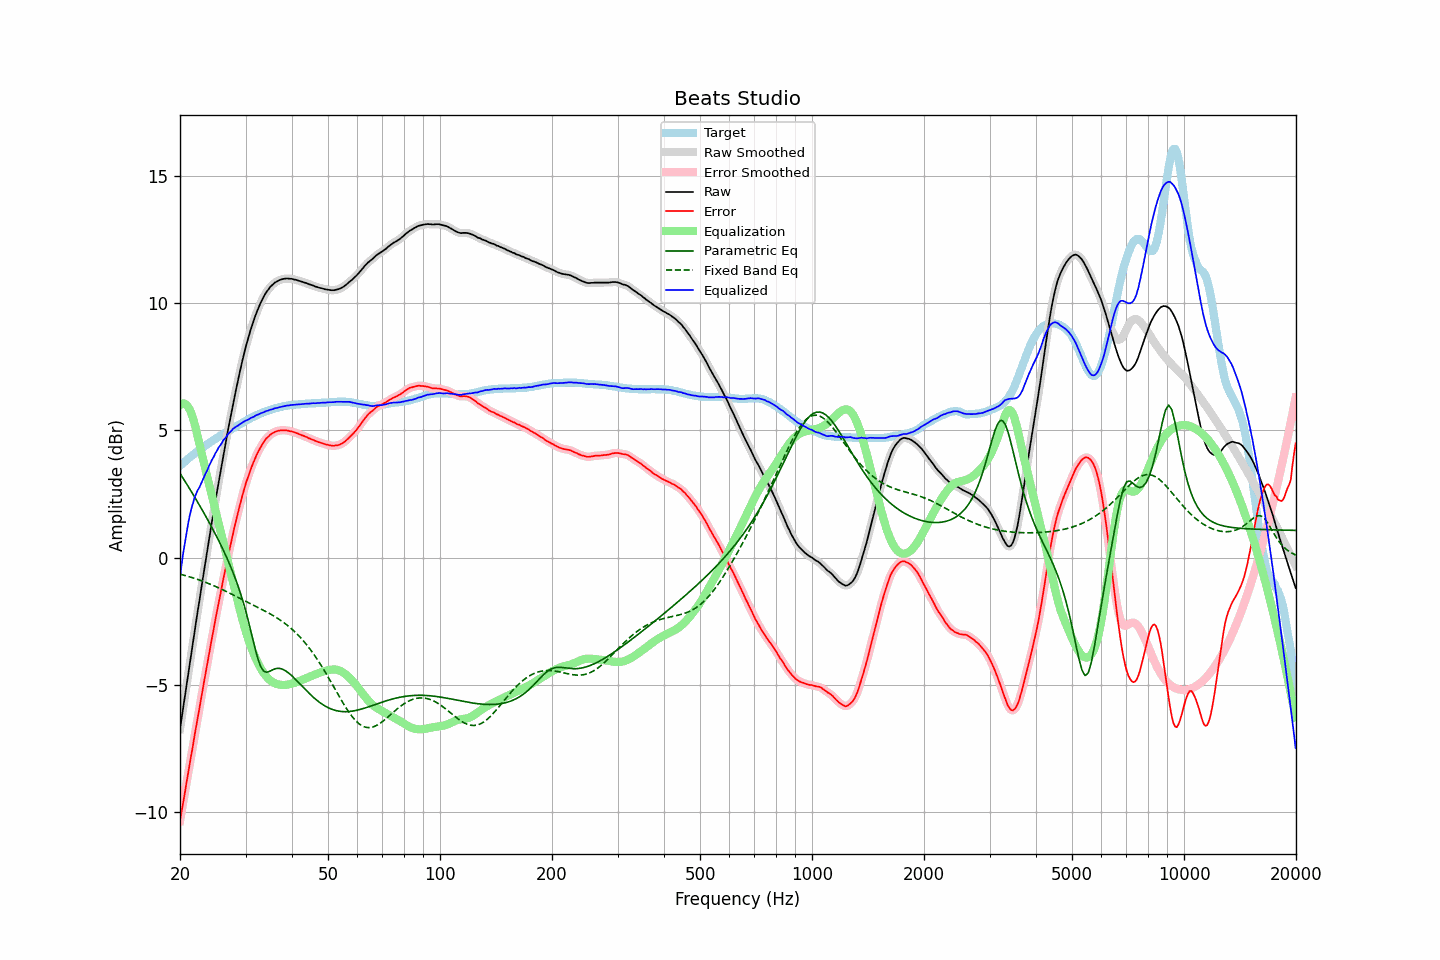 Beats Studio
Target
Raw Smoothed
Error Smoothed
Raw
Error
Equalization
Parametric Eq
Fixed Band Eq
Equalized
Amplitude (dBr)
15
10
5
0
−5
−10
20
50
100
200
500
1000
2000
5000
10000
20000
Frequency (Hz)